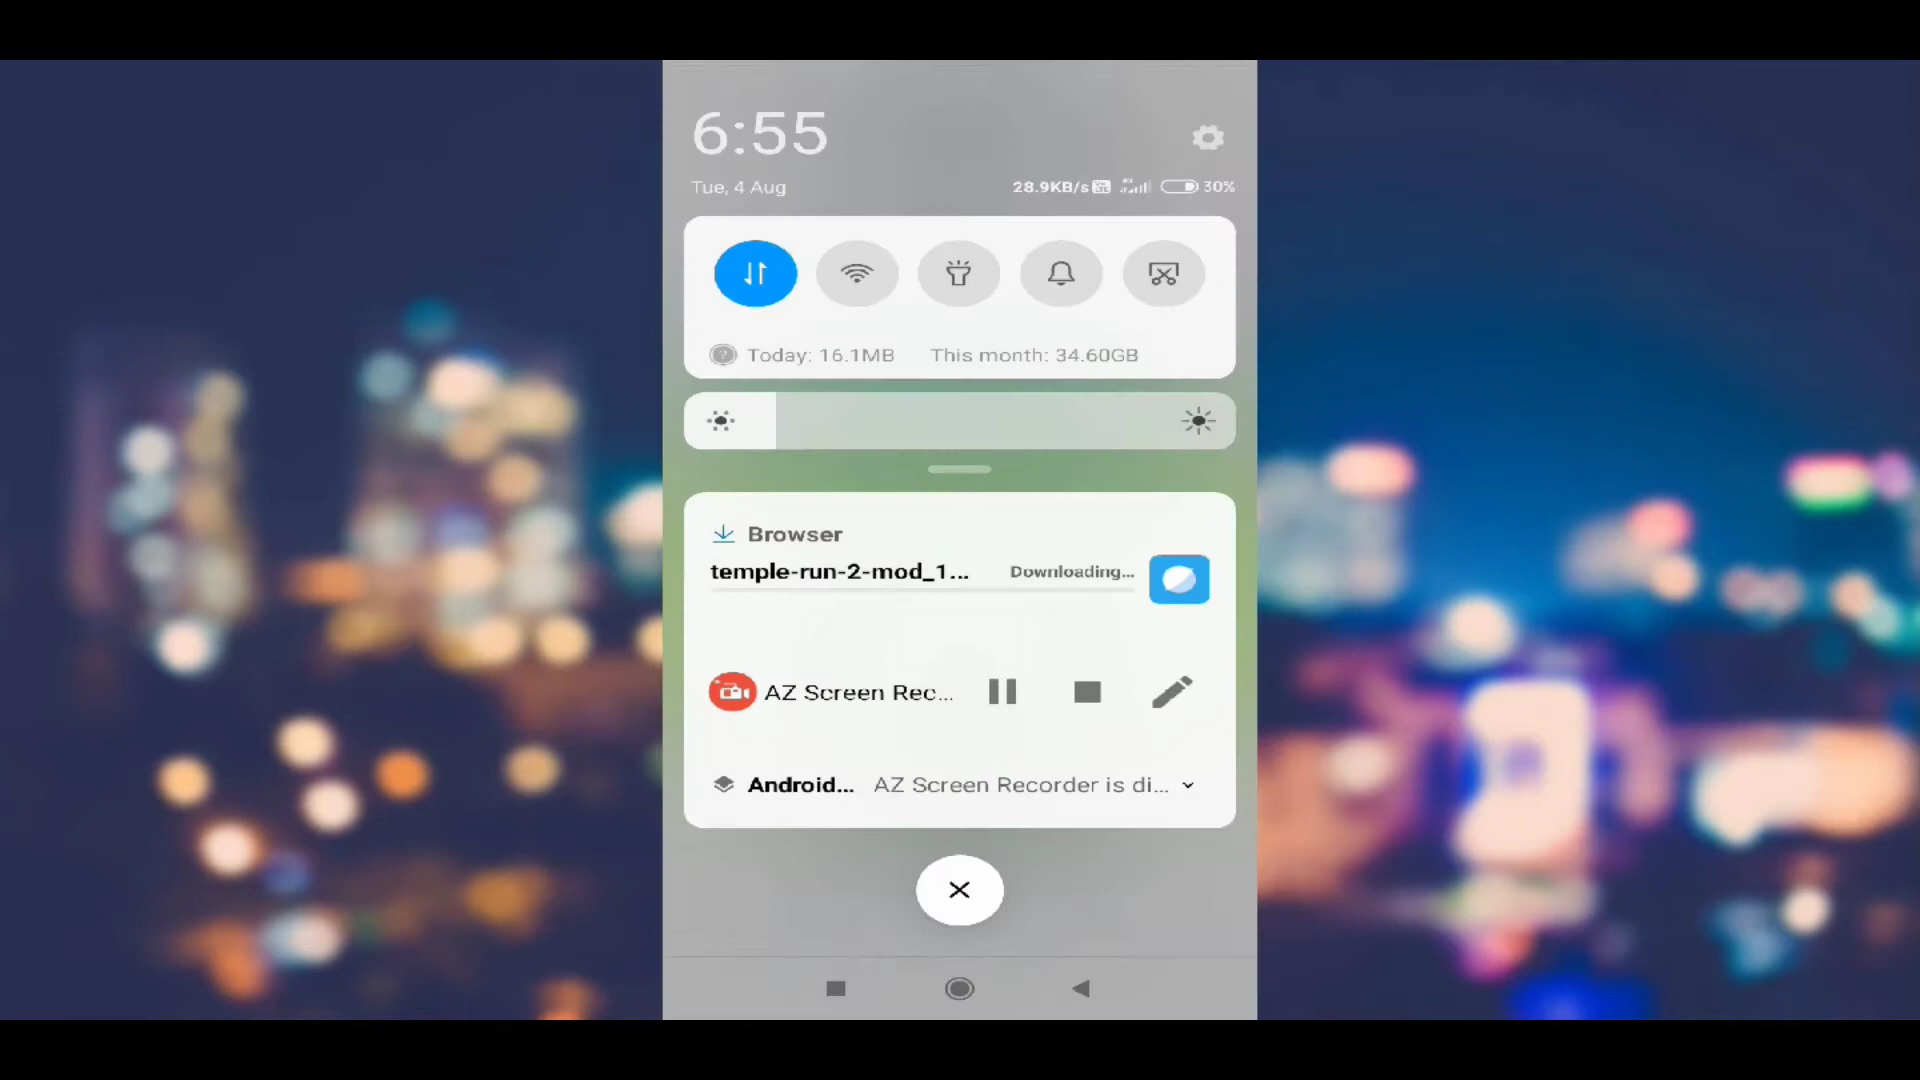 6:55
Tue, 4 Aug
28.9KB/s 30%
Today: 16.1MB This month: 34.60GB
Browser
temple-run-2-mod_1... Downloading...
AZ Screen Rec...
Android... AZ Screen Recorder is di...